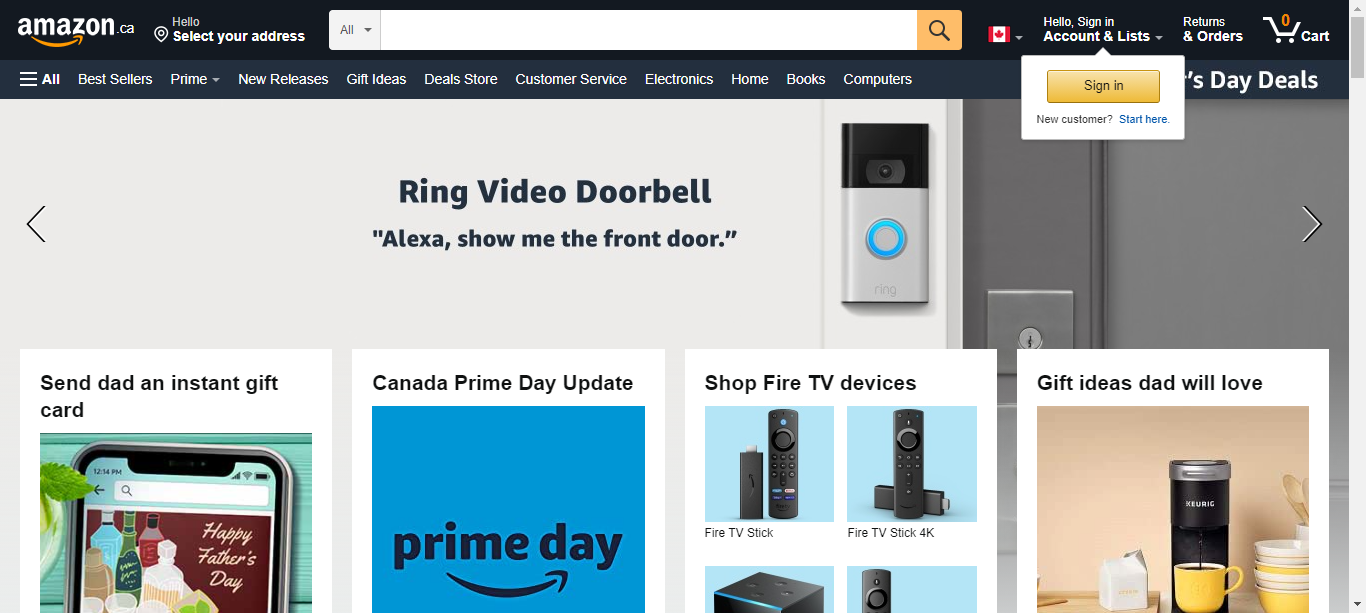 amazon.ca
Hello
Select your address
All
Hello, Sign in
Account & Lists
Returns
& Orders
0
Cart
All
Best Sellers
Prime
New Releases
Gift Ideas
Deals Store
Customer Service
Electronics
Home
Books
Computers
's Day Deals
Sign in
New customer? Start here.
Ring Video Doorbell
"Alexa, show me the front door.”
ring
Send dad an instant gift
card
Canada Prime Day Update
Shop Fire TV devices
Gift ideas dad will love
12:14 PM
Happy
Father's
Day
prime day
Fire TV Stick
Fire TV Stick 4K
KEURIG